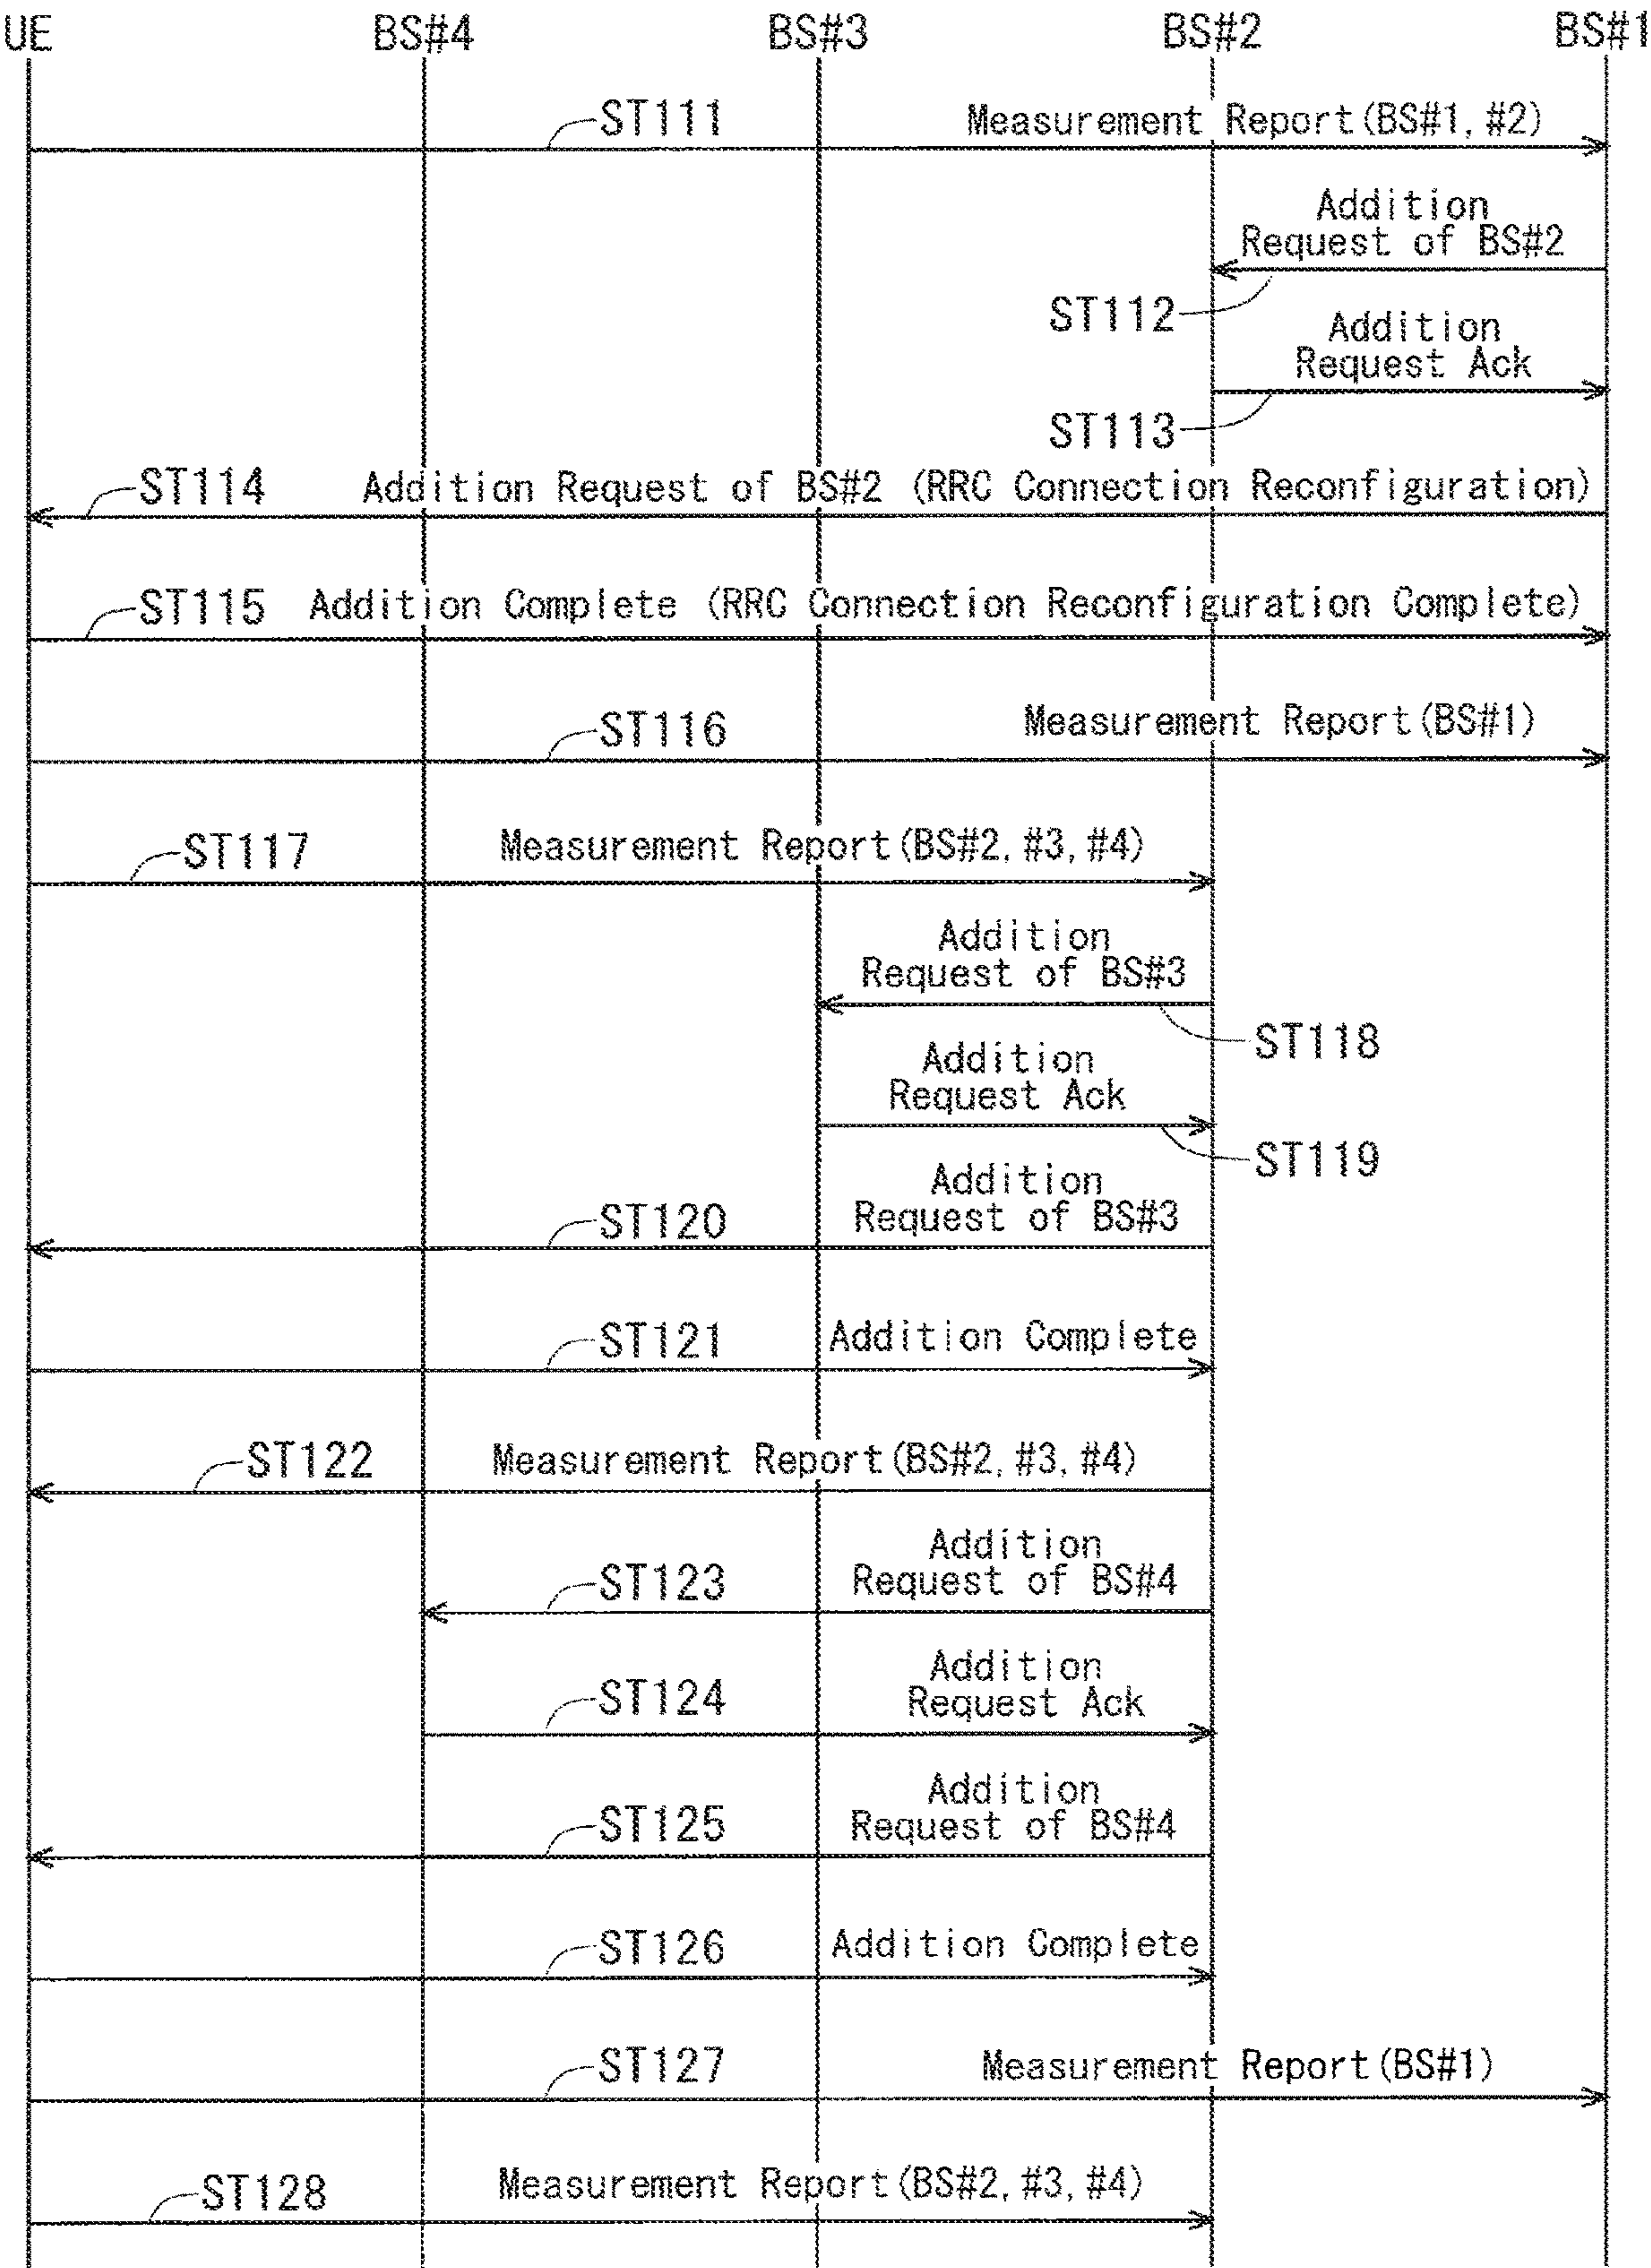 UE BS#4 BS#3 BS#2 BS#1
ST111 Measurement Report(BS#1, #2)
Addition
Request of BS#2
ST112
Addition
Request Ack
ST113
ST114 Addition Request of BS#2 (RRC Connection Reconfiguration)
ST115 Addition Complete (RRC Connection Reconfiguration Complete)
ST116 Measurement Report(BS#1)
ST117 Measurement Report(BS#2, #3, #4)
Addition
Request of BS#3
ST118
Addition
Request Ack
ST119
Addition
ST120 Request of BS#3
ST121 Addition Complete
ST122 Measurement Report(BS#2, #3, #4)
Addition
ST123 Request of BS#4
Addition
ST124 Request Ack
Addition
ST125 Request of BS#4
ST126 Addition Complete
ST127 Measurement Report(BS#1)
ST128 Measurement Report(BS#2, #3, #4)